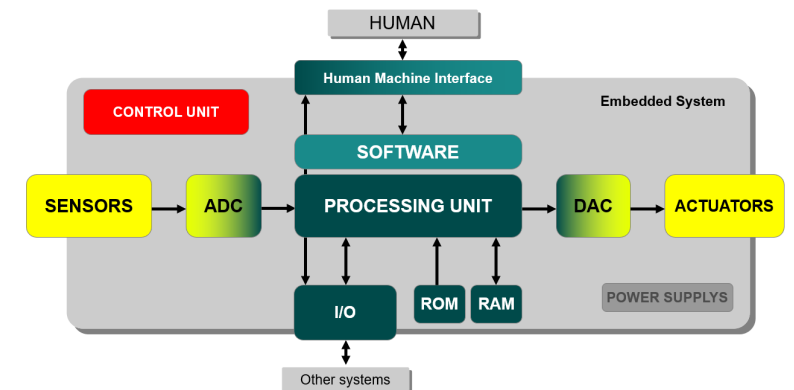 HUMAN
Human Machine Interface
CONTROL UNIT
Embedded System
SOFTWARE
SENSORS
ADC
PROCESSING UNIT
DAC
ACTUATORS
I/O
ROM
RAM
POWER SUPPLYS
Other systems